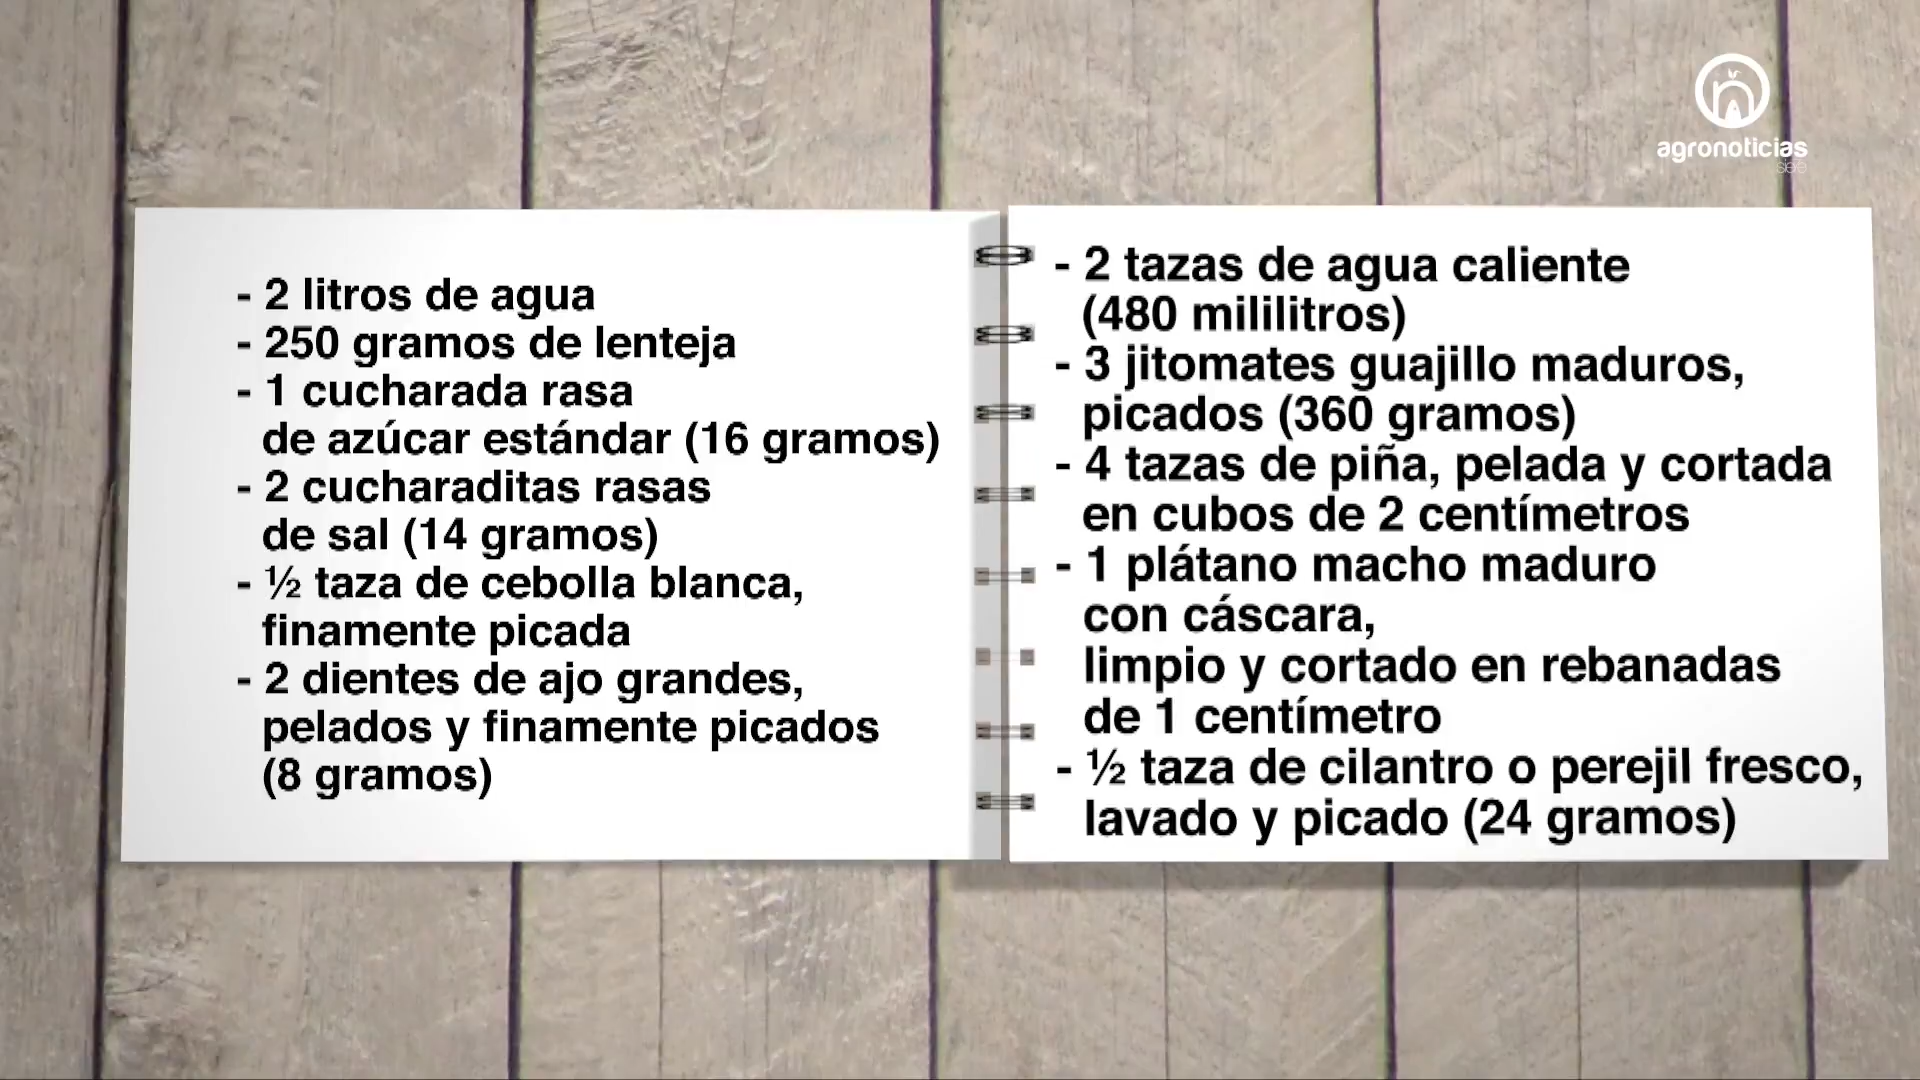 - 2 litros de agua
- 250 gramos de lenteja
- 1 cucharada rasa
de azúcar estándar (16 gramos)
- 2 cucharaditas rasas
de sal (14 gramos)
- ½ taza de cebolla blanca,
finamente picada
- 2 dientes de ajo grandes,
pelados y finamente picados
(8 gramos)
- 2 tazas de agua caliente
(480 mililitros)
- 3 jitomates guajillo maduros,
picados (360 gramos)
- 4 tazas de piña, pelada y cortada
en cubos de 2 centímetros
- 1 plátano macho maduro
con cáscara,
limpio y cortado en rebanadas
de 1 centímetro
- ½ taza de cilantro o perejil fresco,
lavado y picado (24 gramos)
agronoticias